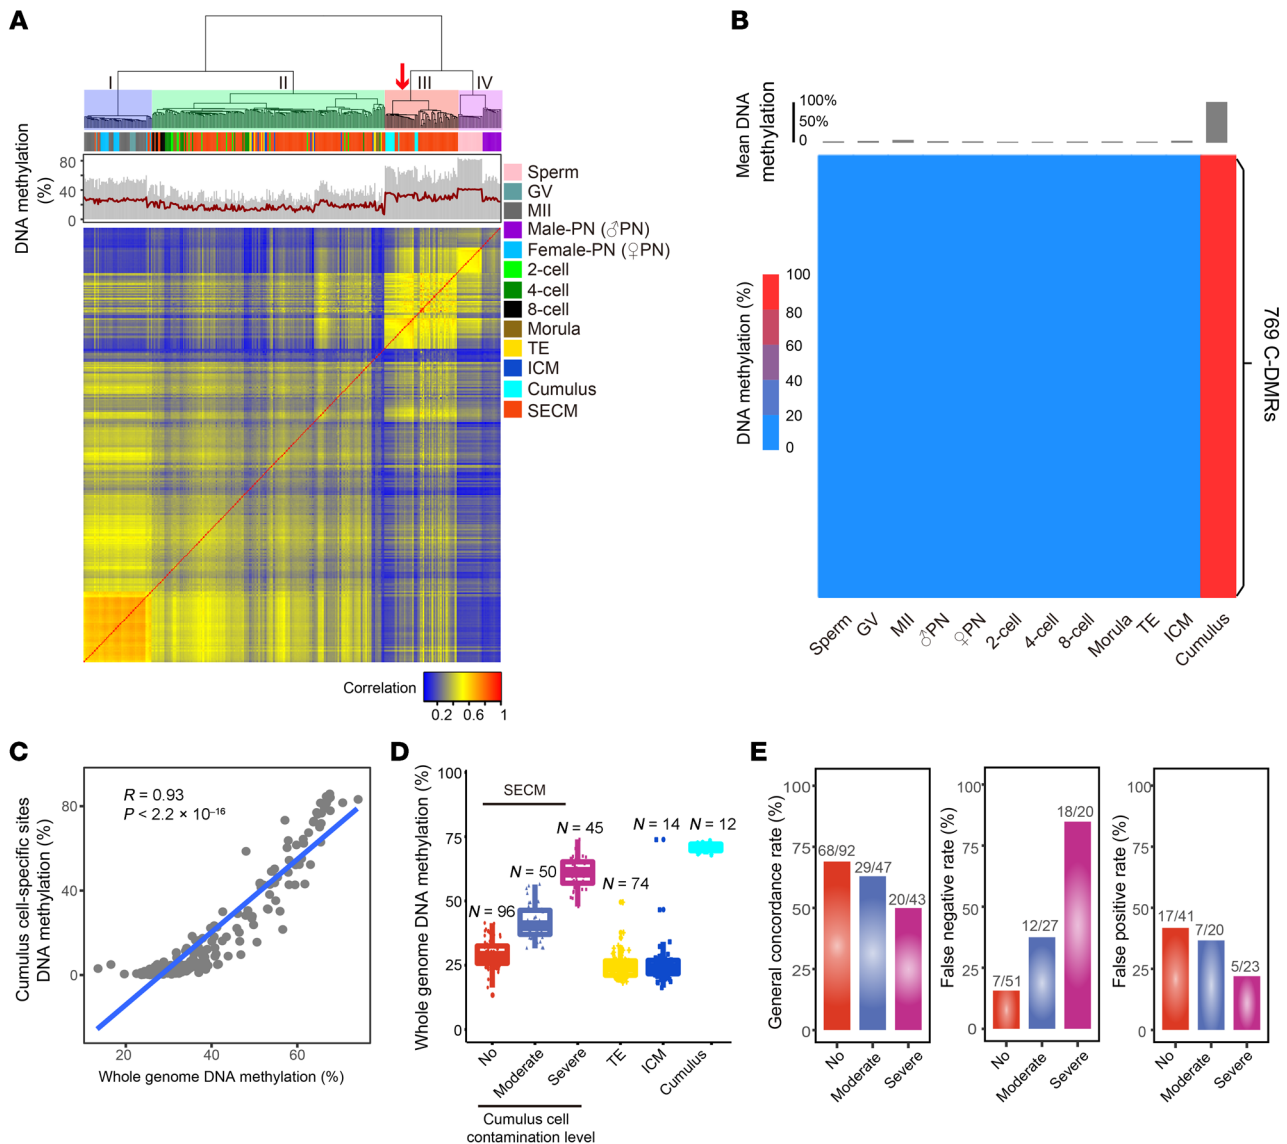 A
I
II
III
IV
DNA methylation
(%)
80
40
0
Sperm
GV
MII
Male-PN (♂PN)
Female-PN (♀PN)
2-cell
4-cell
8-cell
Morula
TE
ICM
Cumulus
SECM
Correlation
0.2 0.6 1
B
Mean DNA
methylation
100%
50%
0
DNA methylation (%)
100
80
60
40
20
0
769 C-DMRs
Sperm
GV
MII
♂PN
♀PN
2-cell
4-cell
8-cell
Morula
TE
ICM
Cumulus
C
R = 0.93
P < 2.2 × 10⁻¹⁶
Cumulus cell-specific sites
DNA methylation (%)
80
40
0
20 40 60
Whole genome DNA methylation (%)
D
Whole genome DNA methylation (%)
100
75
50
25
0
SECM
N = 96
N = 50
N = 45
N = 74
N = 14
N = 12
No
Moderate
Severe
TE
ICM
Cumulus
Cumulus cell
contamination level
E
General concordance rate (%)
100
75
50
25
0
68/92
29/47
20/43
No
Moderate
Severe
False negative rate (%)
100
75
50
25
0
7/51
12/27
18/20
No
Moderate
Severe
False positive rate (%)
100
75
50
25
0
17/41
7/20
5/23
No
Moderate
Severe